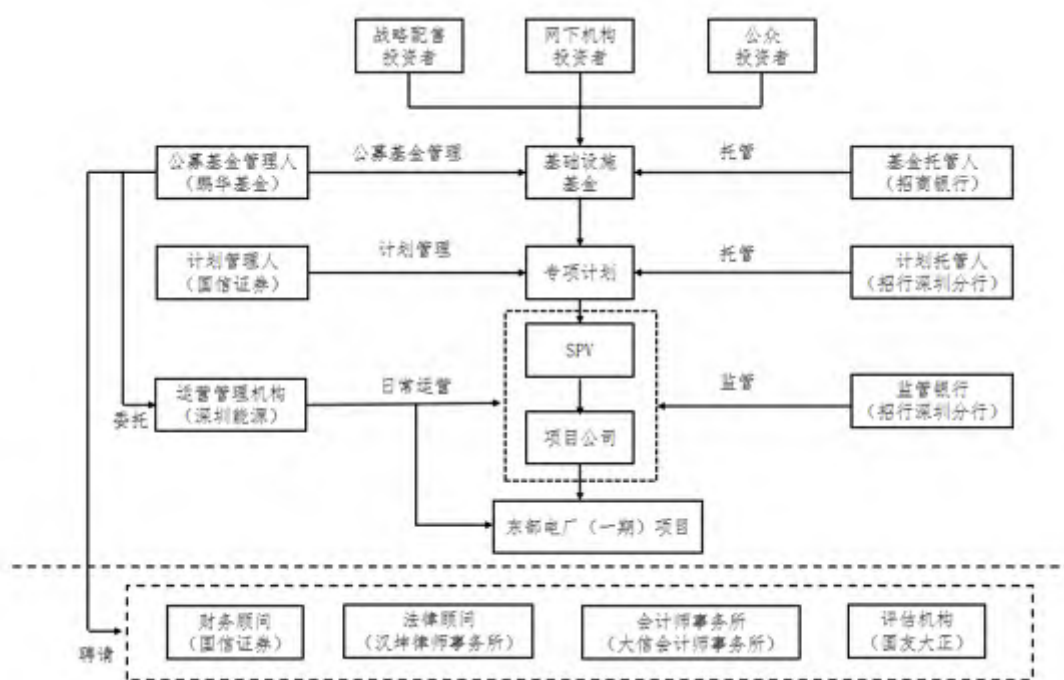 战略配售
投资者
网下机构
投资者
公众
投资者
公募基金管理人
（鹏华基金）
公募基金管理
基础设施
基金
托管
基金托管人
（招商银行）
计划管理人
（国信证券）
计划管理
专项计划
托管
计划托管人
（招行深圳分行）
SPV
委托
运营管理机构
（深圳能源）
日常运营
项目公司
监管
监管银行
（招行深圳分行）
东部电厂（一期）项目
聘请
财务顾问
（国信证券）
法律顾问
（汉坤律师事务所）
会计师事务所
（大信会计师事务所）
评估机构
（国友大正）